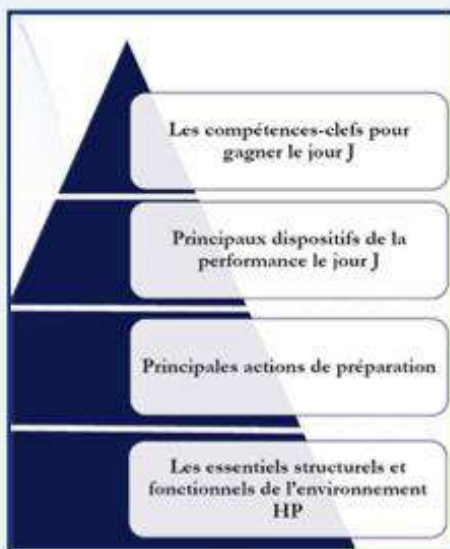 Les compétences-clefs pour
gagner le jour J
Principaux dispositifs de la
performance le jour J
Principales actions de préparation
Les essentiels structurels et
fonctionnels de l'environnement
HP